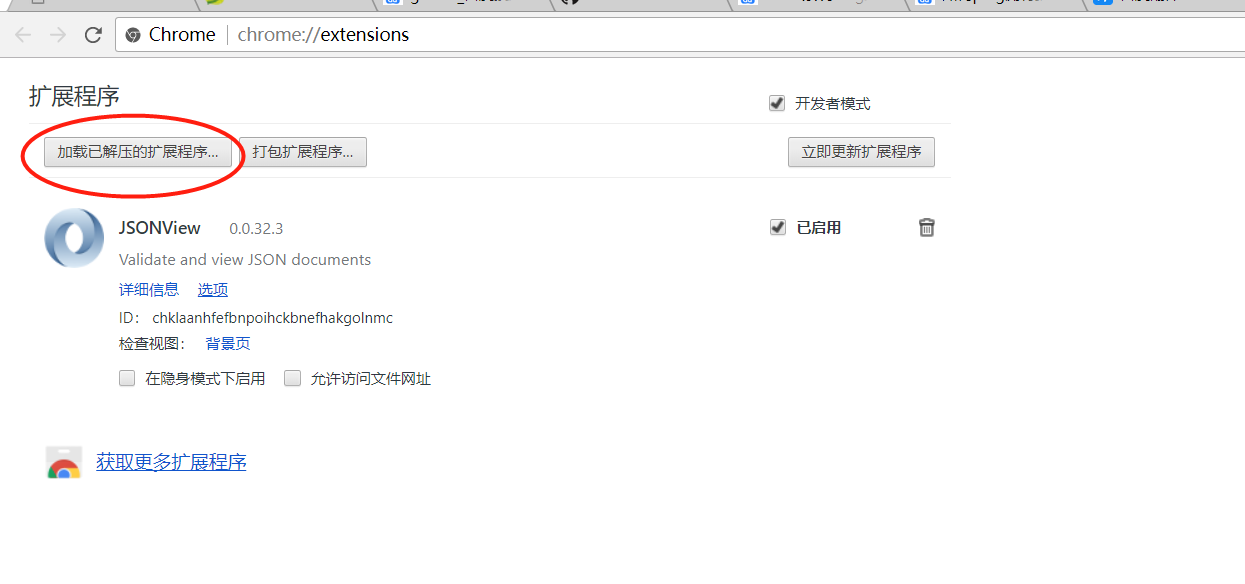 Chrome chrome://extensions
扩展程序
开发者模式
加载已解压的扩展程序... 打包扩展程序... 立即更新扩展程序
JSONView 0.0.32.3 已启用
Validate and view JSON documents
详细信息 选项
ID： chklaanhfefbnpoihckbnefhakgolnmc
检查视图： 背景页
在隐身模式下启用 允许访问文件网址
获取更多扩展程序